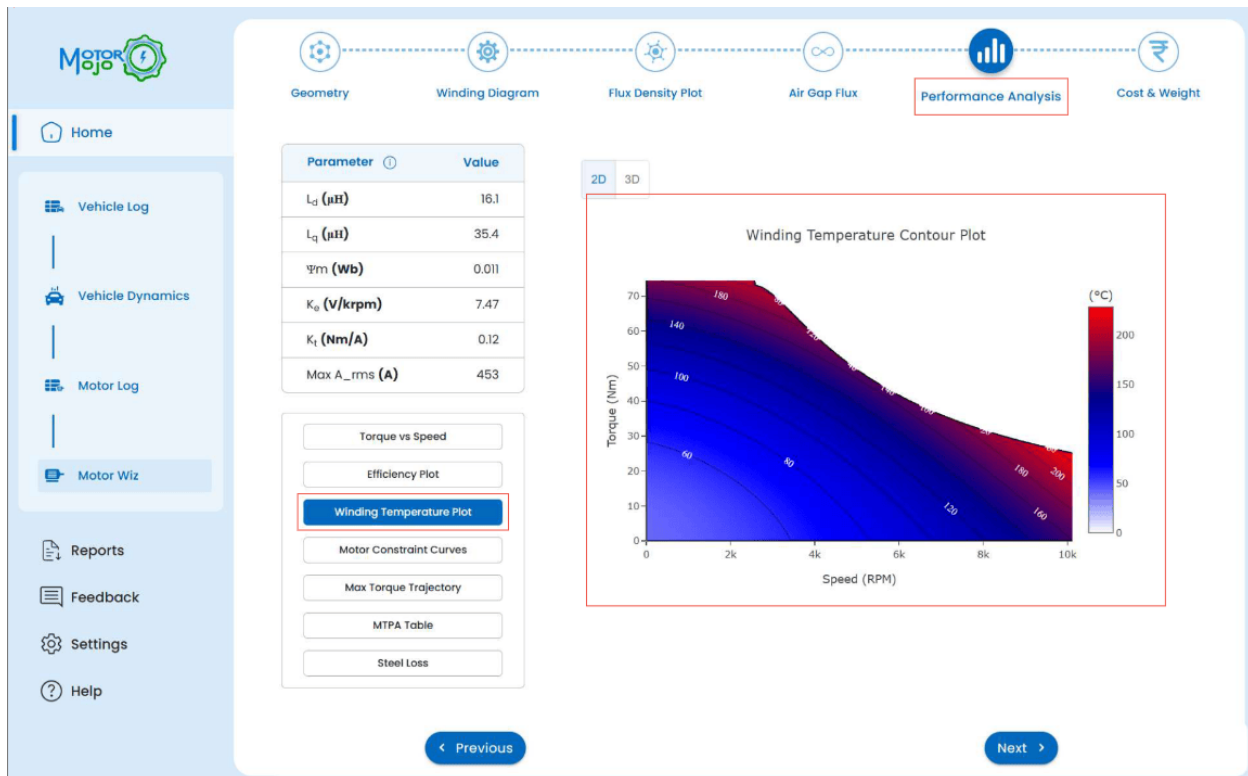 MOTOR
MOJO
Geometry
Winding Diagram
Flux Density Plot
Air Gap Flux
Performance Analysis
Cost & Weight
Home
Vehicle Log
Vehicle Dynamics
Motor Log
Motor Wiz
Reports
Feedback
Settings
Help
Parameter Value
Ld (μH) 16.1
Lq (μH) 35.4
Ψm (Wb) 0.011
Ke (V/krpm) 7.47
Kt (Nm/A) 0.12
Max A_rms (A) 453
Torque vs Speed
Efficiency Plot
Winding Temperature Plot
Motor Constraint Curves
Max Torque Trajectory
MTPA Table
Steel Loss
2D 3D
Winding Temperature Contour Plot
Torque (Nm)
70
60
50
40
30
20
10
0
180
140
100
60
80
120
160
180
200
0 2k 4k 6k 8k 10k
Speed (RPM)
(°C)
200
150
100
50
0
Previous
Next